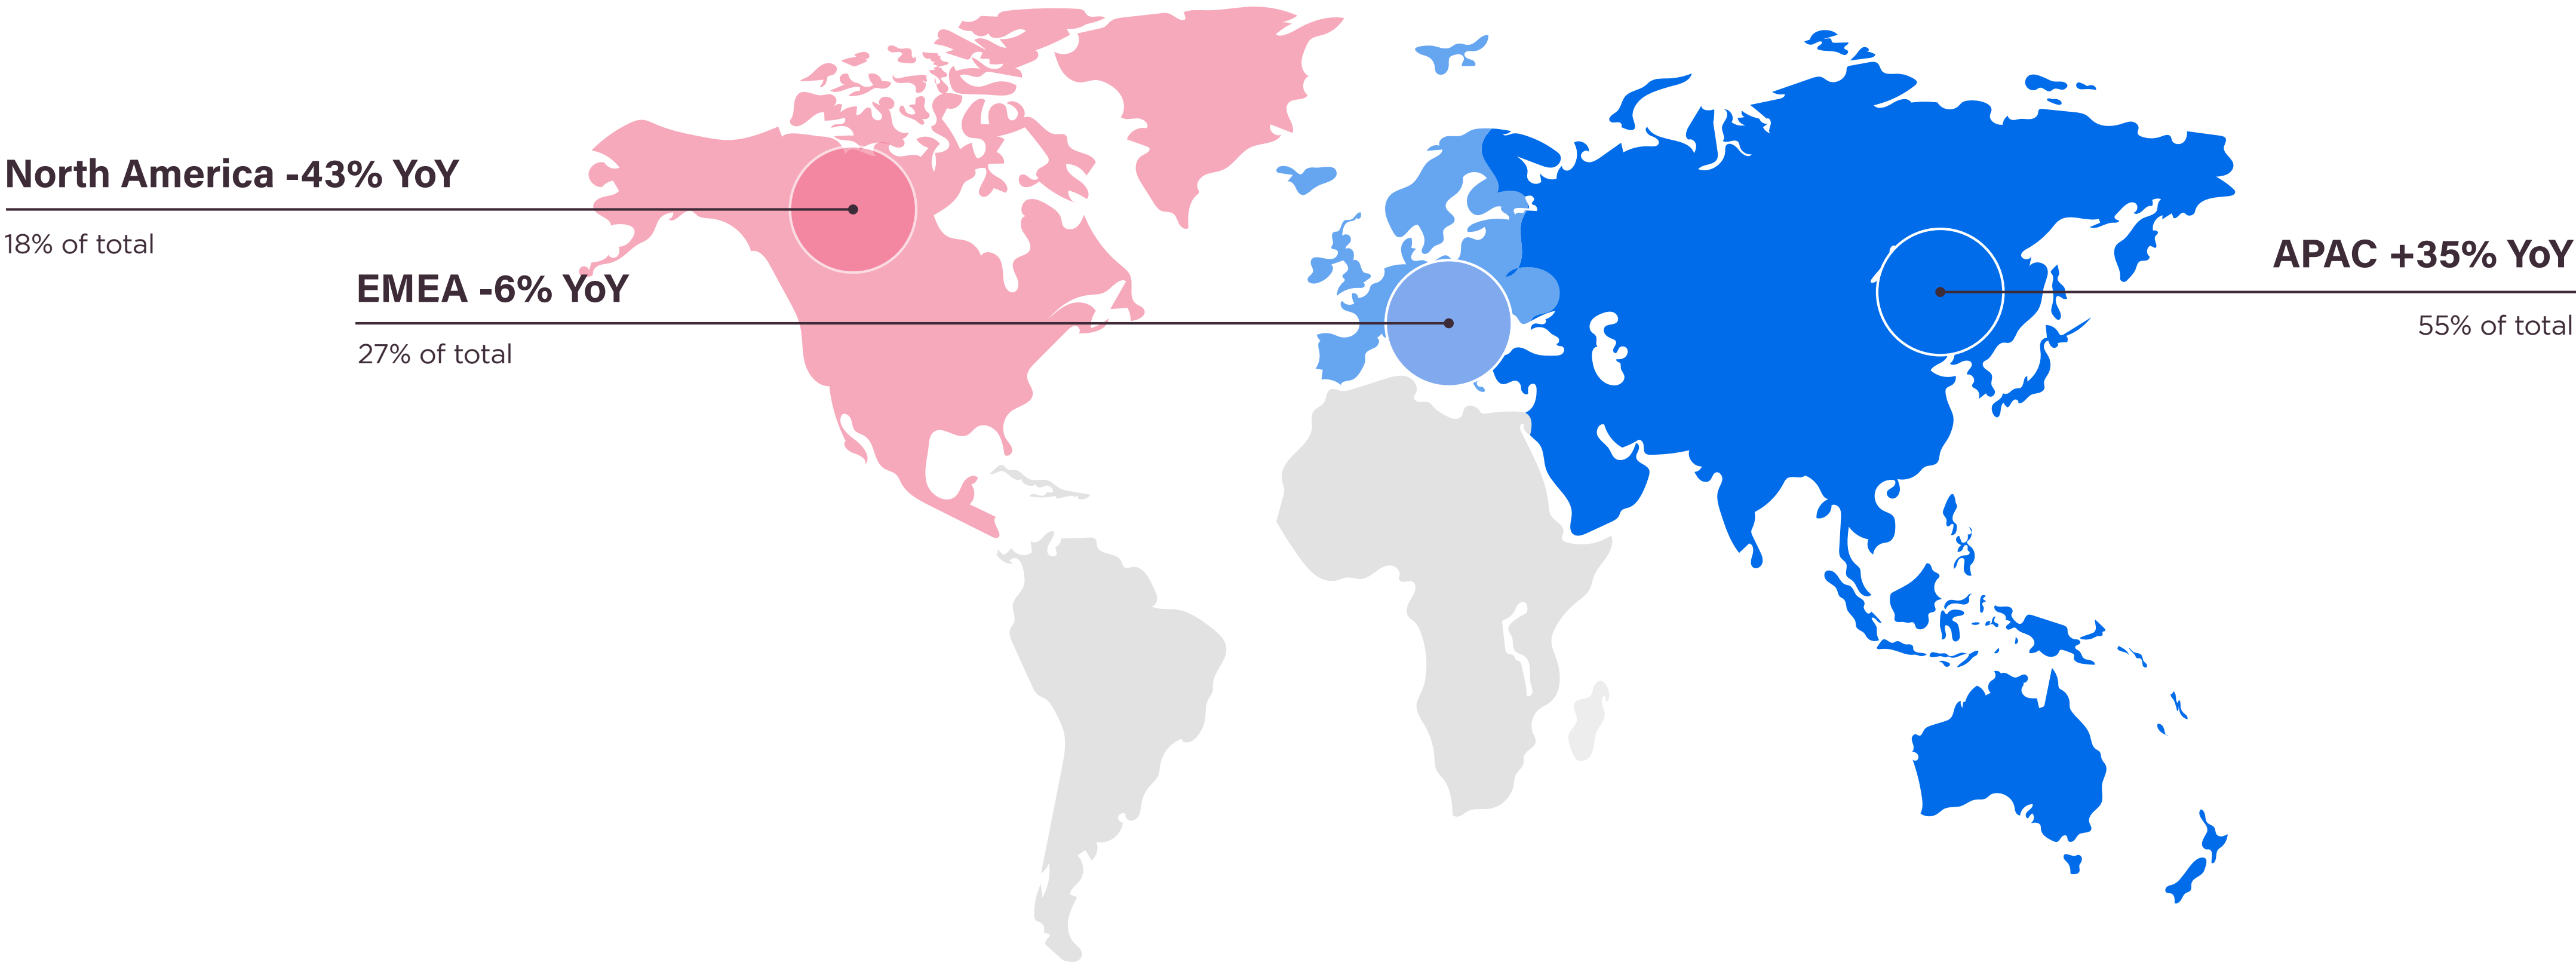 North America -43% YoY
18% of total
EMEA -6% YoY
27% of total
APAC +35% YoY
55% of total